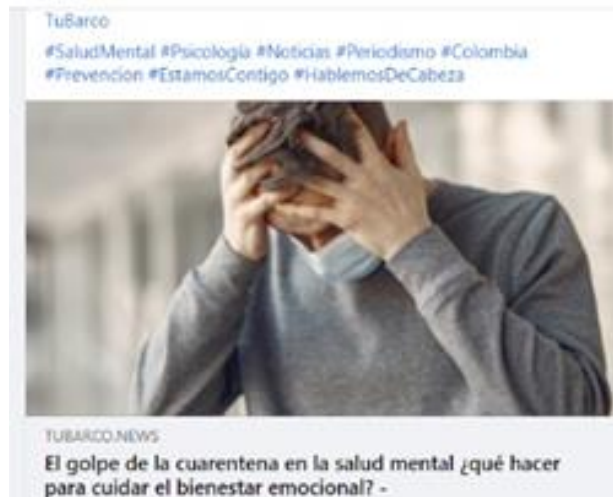 TuBarco
#SaludMental #Psicología #Noticias #Periodismo #Colombia
#Prevencion #EstamosContigo #HablemosDeCabeza
TUBARCO.NEWS
El golpe de la cuarentena en la salud mental ¿qué hacer
para cuidar el bienestar emocional? -